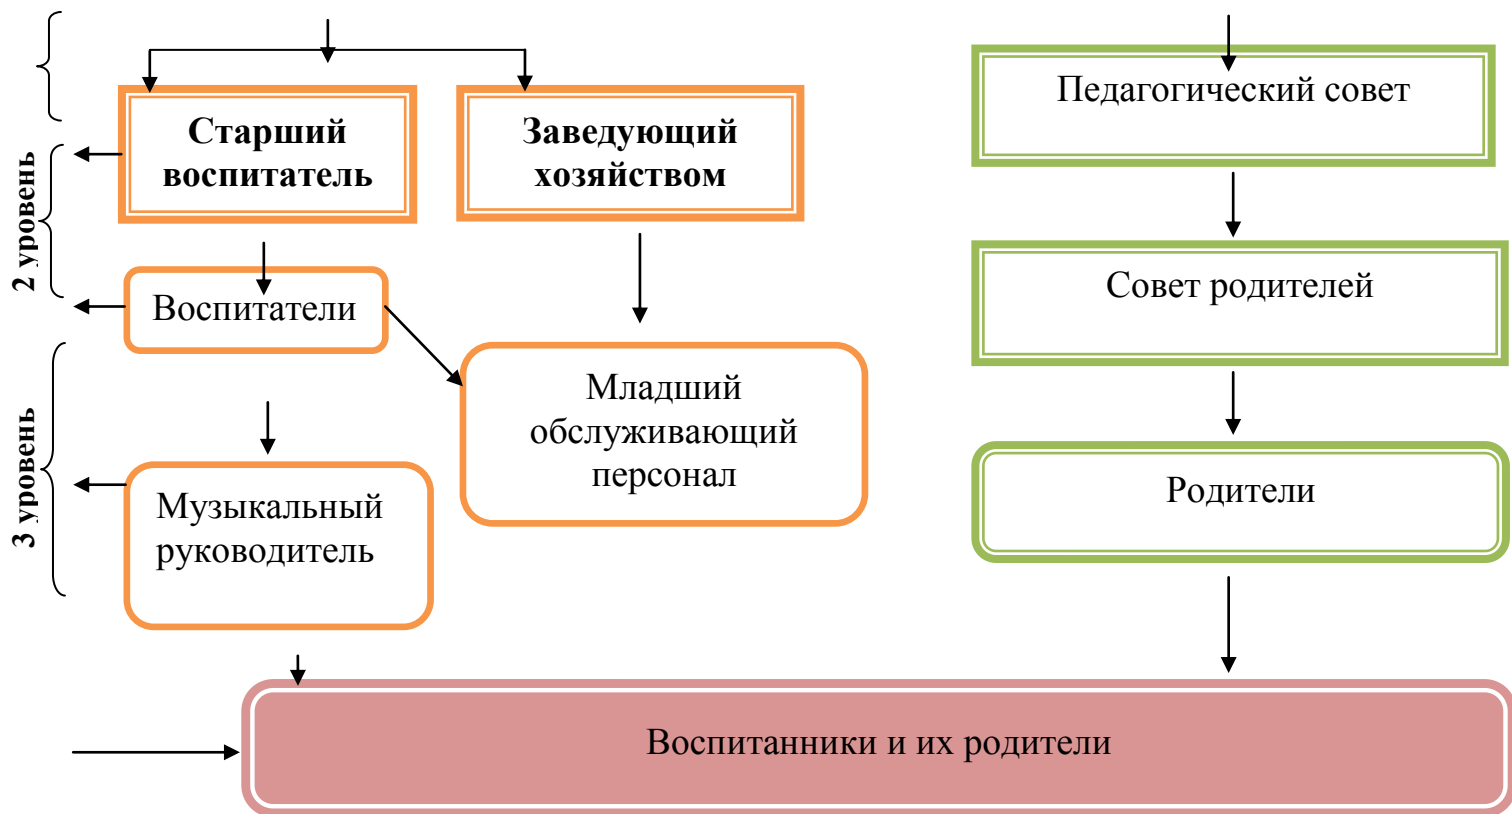 Старший
воспитатель
Заведующий
хозяйством
Педагогический совет
2 уровень
Воспитатели
Совет родителей
Младший
обслуживающий
персонал
3 уровень
Музыкальный
руководитель
Родители
Воспитанники и их родители